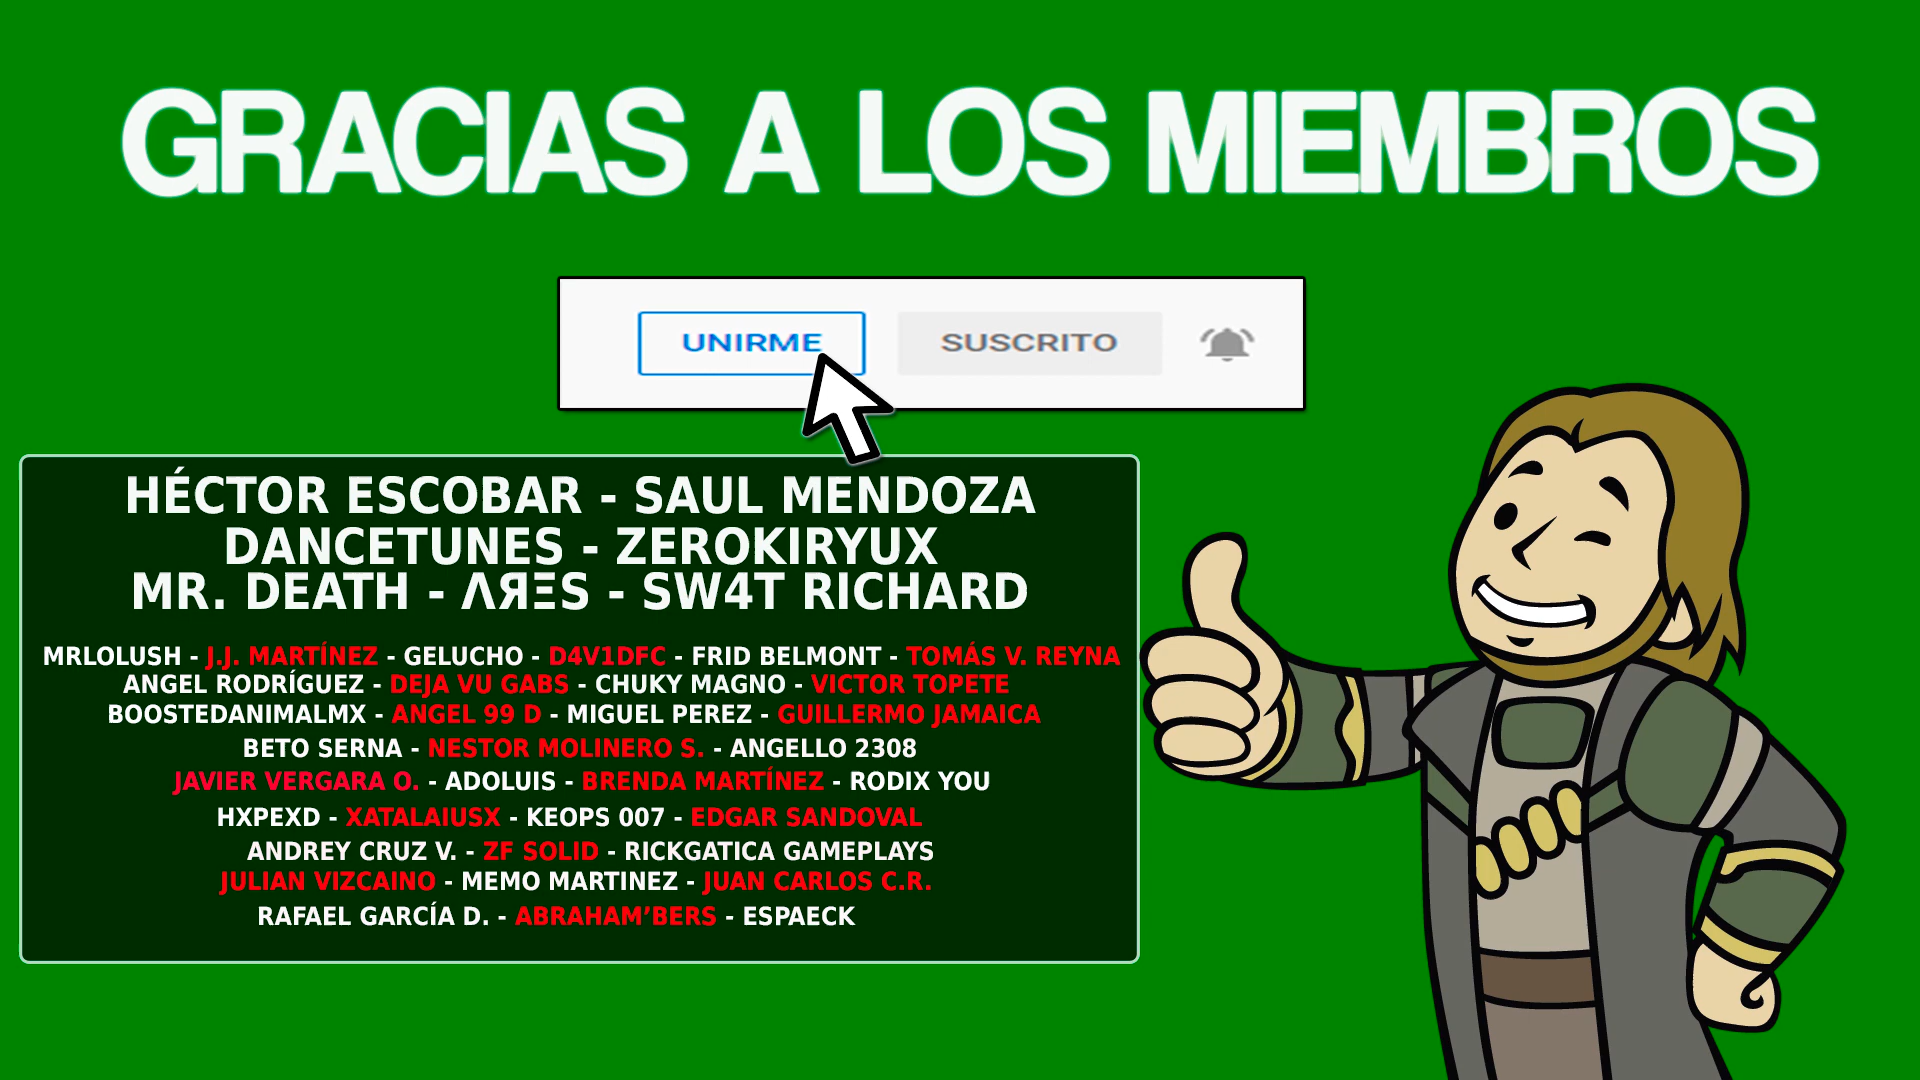 GRACIAS A LOS MIEMBROS
UNIRME SUSCRITO
HÉCTOR ESCOBAR - SAUL MENDOZA
DANCETUNES - ZEROKIRYUX
MR. DEATH - ΛЯΞS - SW4T RICHARD
MRLOLUSH - J.J. MARTÍNEZ - GELUCHO - D4V1DFC - FRID BELMONT - TOMÁS V. REYNA
ANGEL RODRÍGUEZ - DEJA VU GABS - CHUKY MAGNO - VICTOR TOPETE
BOOSTEDANIMALMX - ANGEL 99 D - MIGUEL PEREZ - GUILLERMO JAMAICA
BETO SERNA - NESTOR MOLINERO S. - ANGELLO 2308
JAVIER VERGARA O. - ADOLUIS - BRENDA MARTÍNEZ - RODIX YOU
HXPEXD - XATALAIUSX - KEOPS 007 - EDGAR SANDOVAL
ANDREY CRUZ V. - ZF SOLID - RICKGATICA GAMEPLAYS
JULIAN VIZCAINO - MEMO MARTINEZ - JUAN CARLOS C.R.
RAFAEL GARCÍA D. - ABRAHAM’BERS - ESPAECK